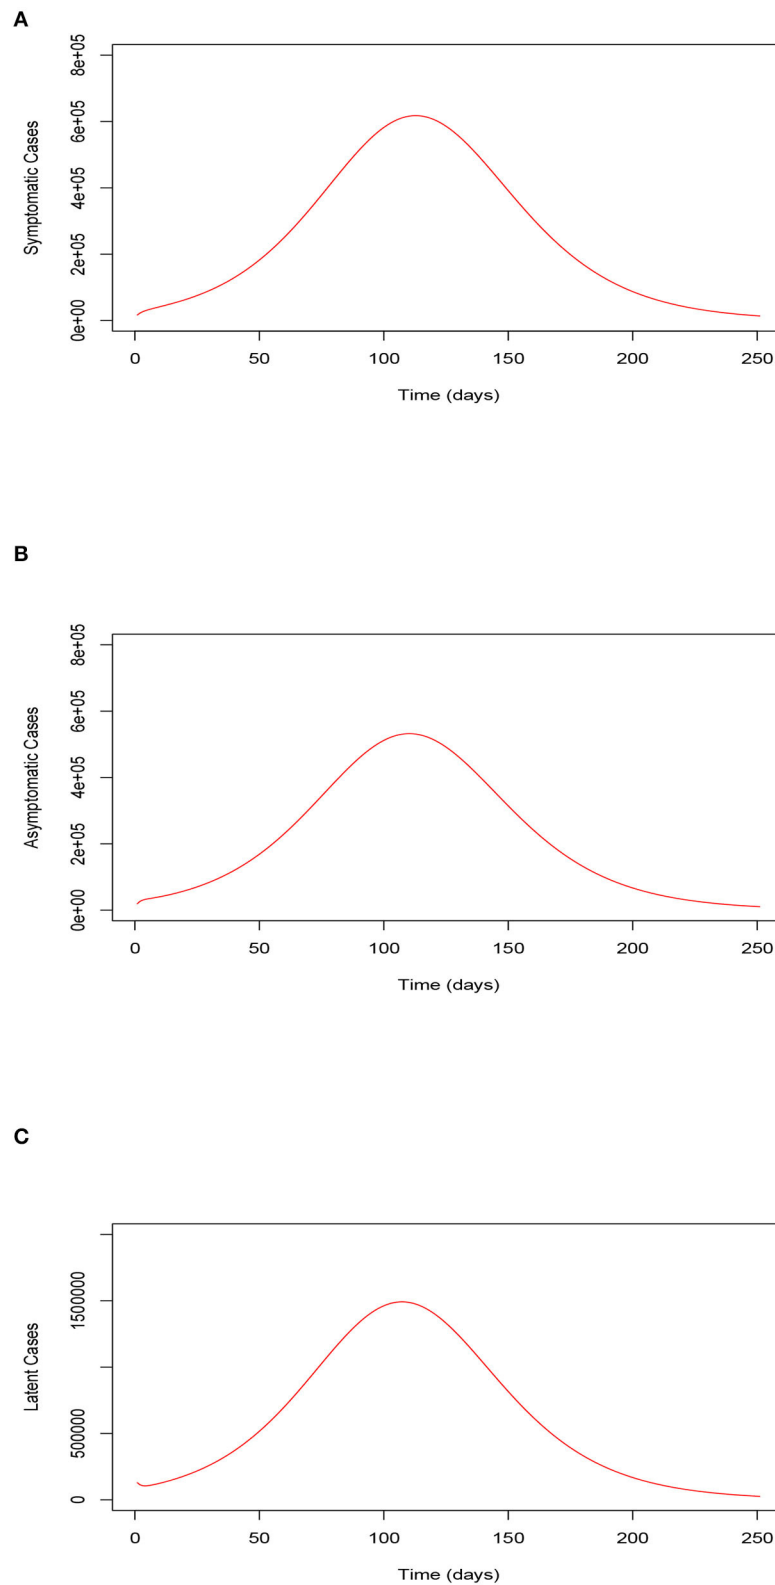 A
Symptomatic Cases
8e+05
6e+05
4e+05
2e+05
0e+00
0 50 100 150 200 250
Time (days)
B
Asymptomatic Cases
8e+05
6e+05
4e+05
2e+05
0e+00
0 50 100 150 200 250
Time (days)
C
Latent Cases
1500000
500000
0
0 50 100 150 200 250
Time (days)